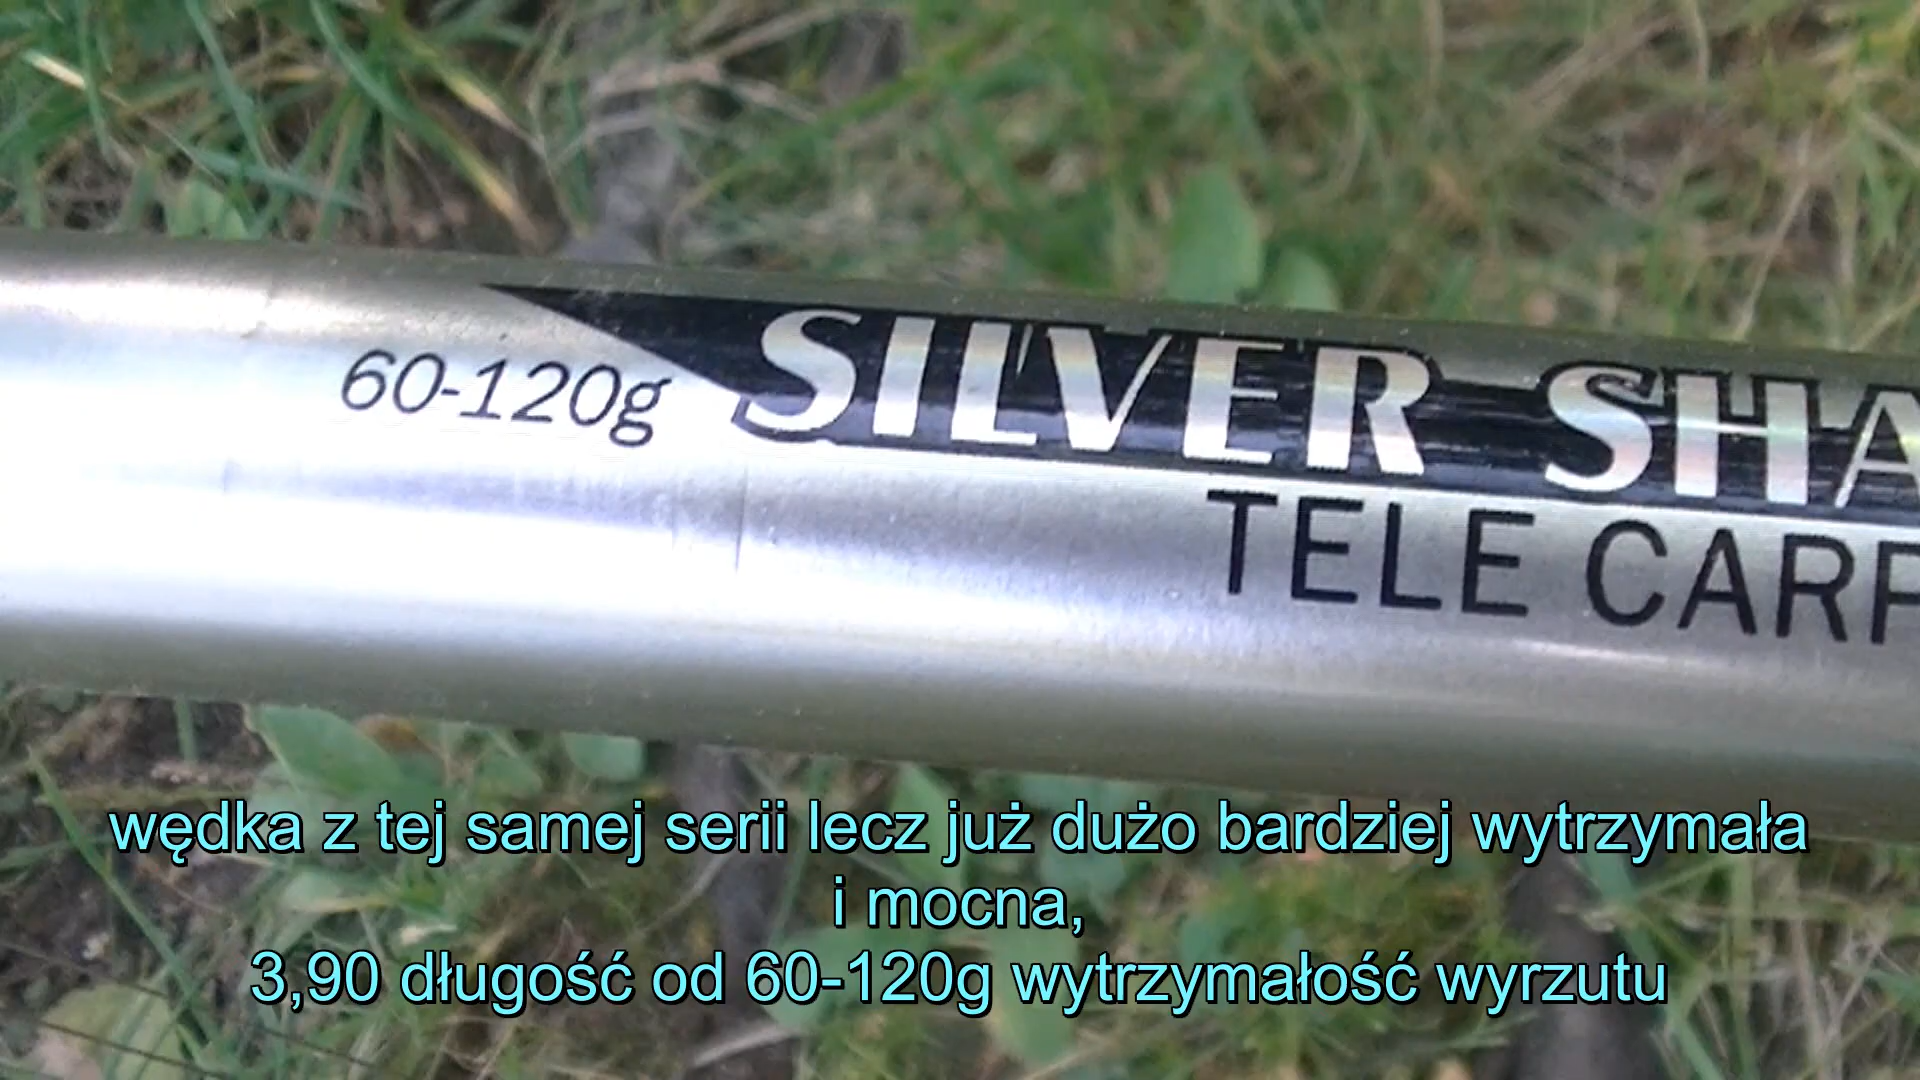 60-120g SILVER SHA
TELE CARP
wędka z tej samej serii lecz już dużo bardziej wytrzymała
i mocna,
3,90 długość od 60-120g wytrzymałość wyrzutu